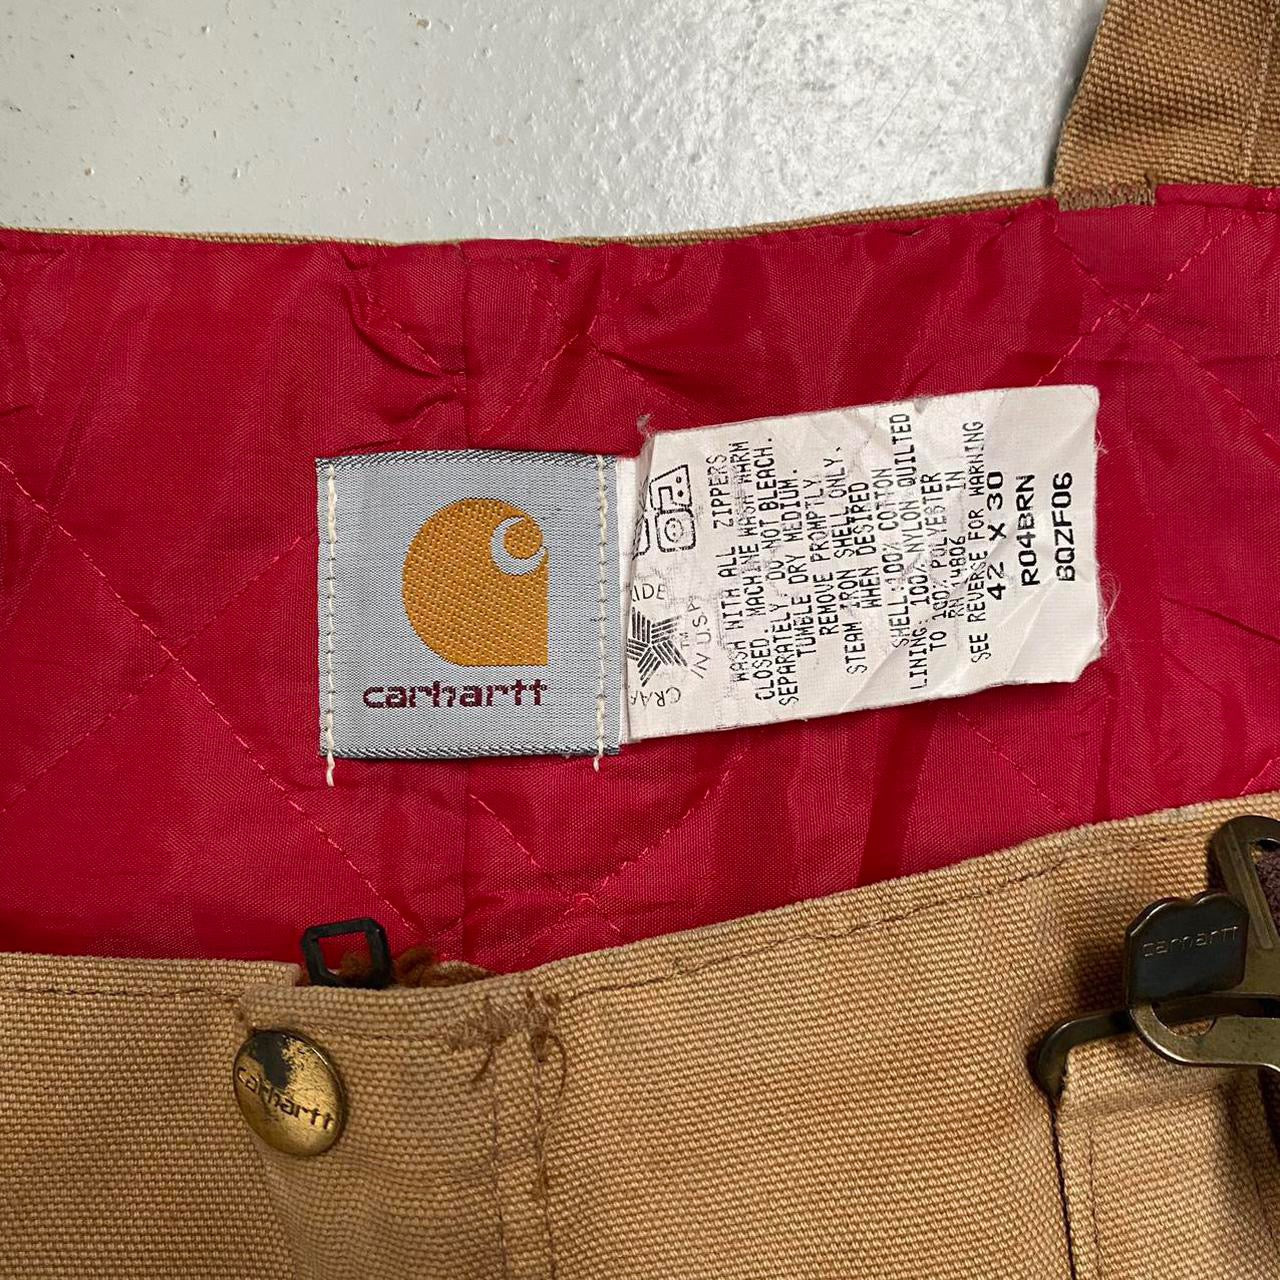 carhartt
WASH WITH ALL ZIPPERS
CLOSED. MACHINE WASH WARM
SEPARATELY. DO NOT BLEACH.
TUMBLE DRY MEDIUM.
REMOVE PROMPTLY.
STEAM IRON SHELL ONLY,
WHEN DESIRED
SHELL:100% COTTON
LINING: 100% NYLON QUILTED
TO 100% POLYESTER
RN 14806 IN
SEE REVERSE FOR WARNING
42 X 30
R04BRN
BQZF06
carhartt
carhartt